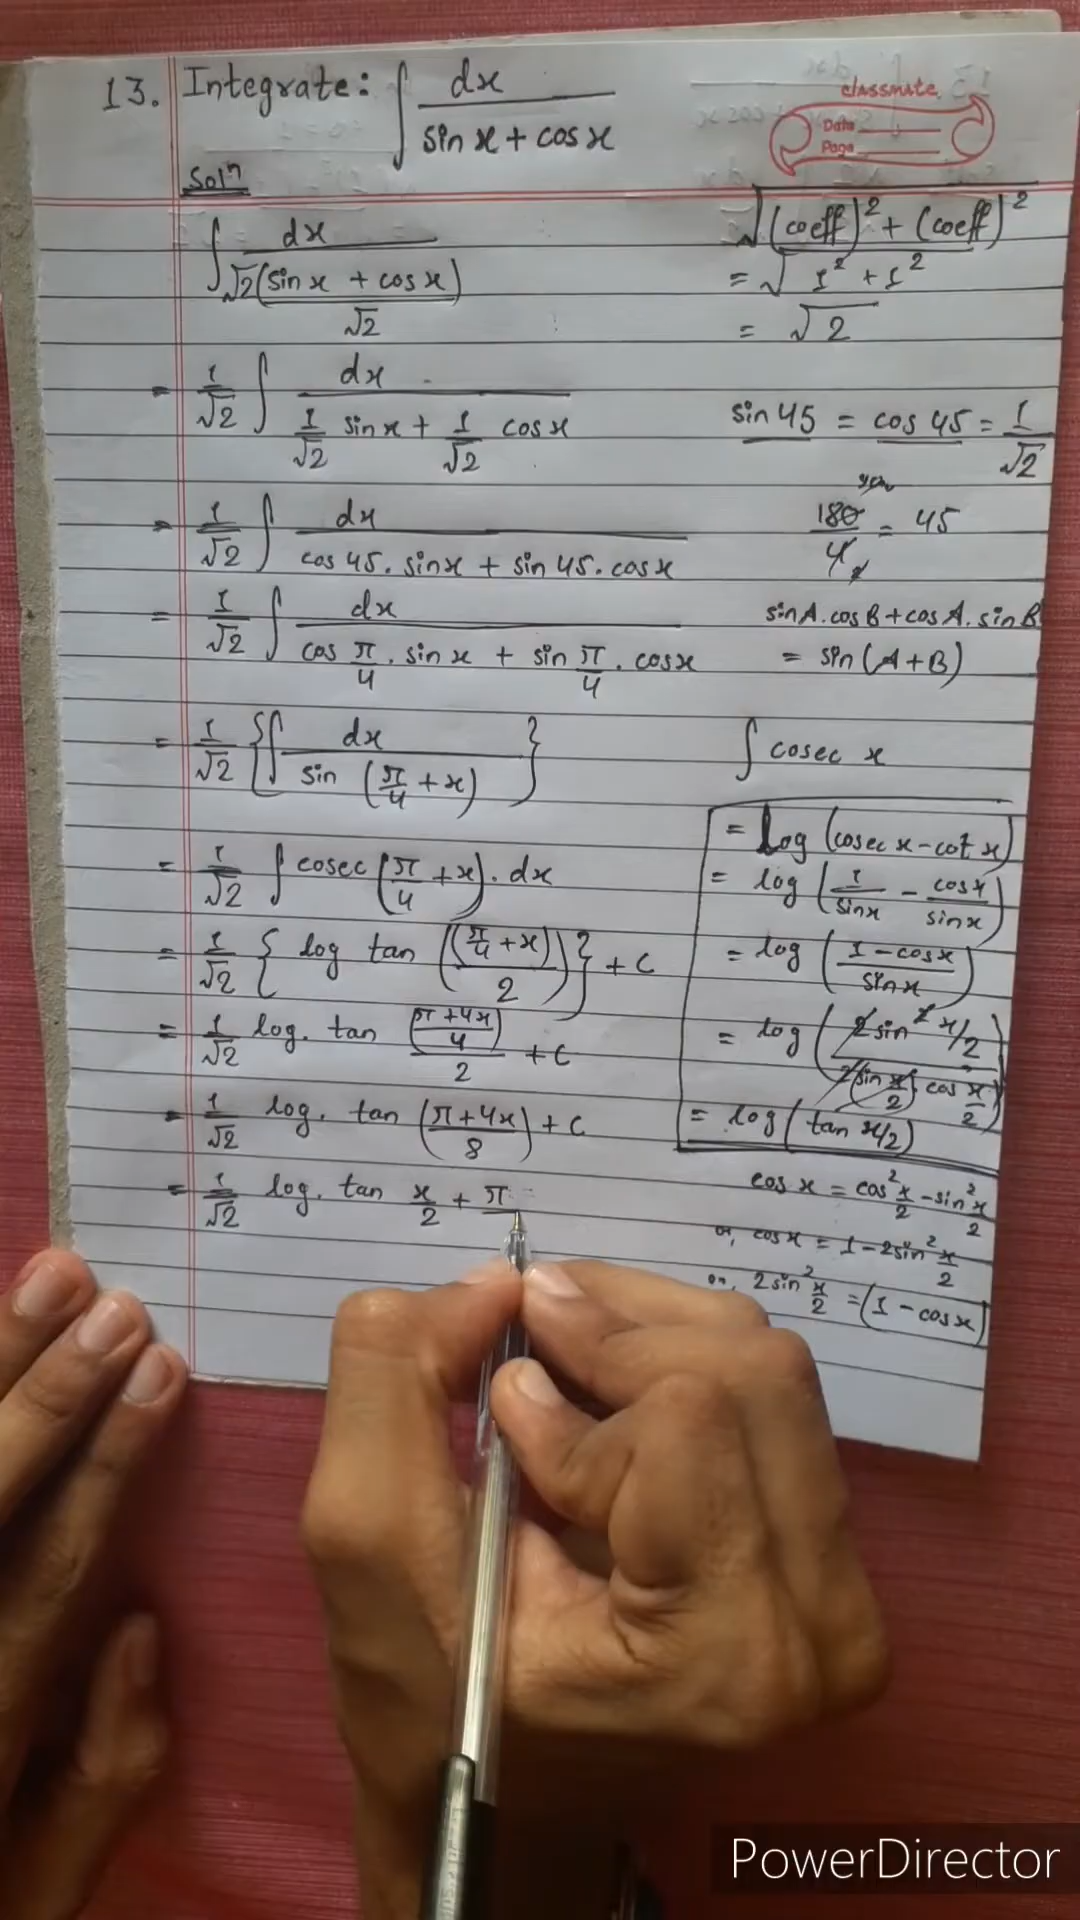 13. Integrate: ∫ dx / (sin x + cos x)
classmate
Date
Page
Solⁿ
∫ dx / (√2(sin x + cos x) / √2)
= 1/√2 ∫ dx / (1/√2 sin x + 1/√2 cos x)
= 1/√2 ∫ dx / (cos 45. sin x + sin 45. cos x)
= 1/√2 ∫ dx / (cos π/4 . sin x + sin π/4 . cos x)
= 1/√2 {∫ dx / sin (π/4 + x)}
= 1/√2 ∫ cosec (π/4 + x). dx
= 1/√2 { log tan ((π/4 + x) / 2)} + C
= 1/√2 log. tan ((π + 4x)/4) / 2 + C
= 1/√2 log. tan ((π + 4x)/8) + C
= 1/√2 log. tan x/2 + π
√(coeff)² + (coeff)²
= √1² + 1²
= √2
sin 45 = cos 45 = 1/√2
180/4 = 45
sin A. cos B + cos A. sin B
= sin (A + B)
∫ cosec x
= log (cosec x - cot x)
= log (1/sin x - cos x/sin x)
= log ((1 - cos x)/sin x)
= log (2 sin² x/2 / 2 (sin x/2) cos x/2)
= log (tan x/2)
cos x = cos² x/2 - sin² x/2
or, cos x = 1 - 2 sin² x/2
or, 2 sin² x/2 = (1 - cos x)
PowerDirector